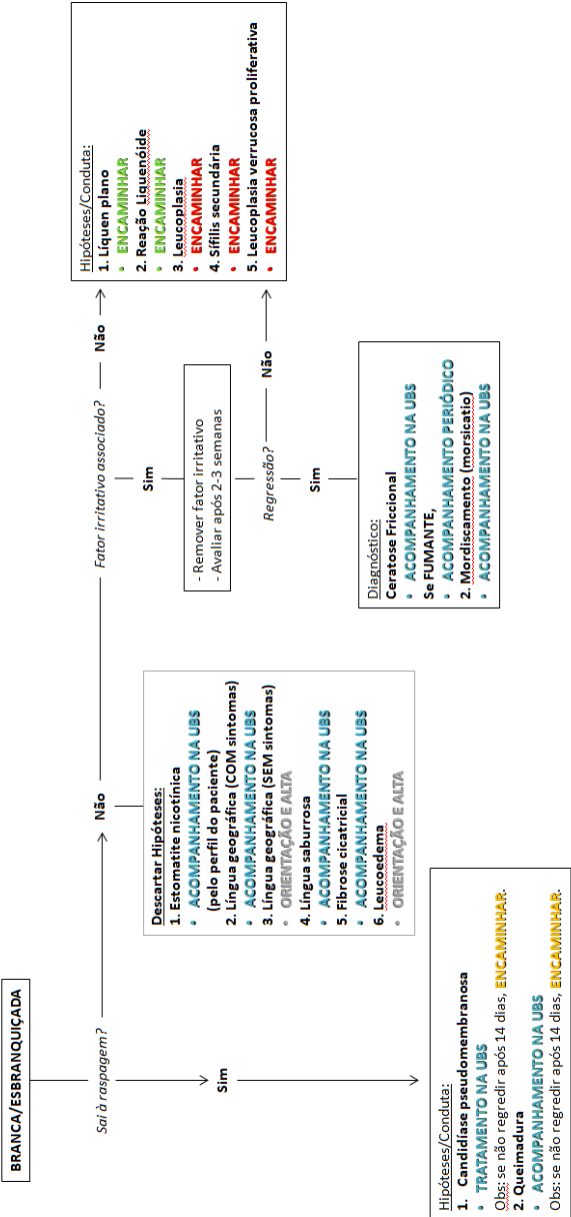 BRANCA/ESBRANQUIÇADA
Sai à raspagem?
Sim
Hipóteses/Conduta:
1. Candidíase pseudomembranosa
• TRATAMENTO NA UBS
Obs: se não regredir após 14 dias, ENCAMINHAR.
2. Queimadura
• ACOMPANHAMENTO NA UBS
Obs: se não regredir após 14 dias, ENCAMINHAR.
Não
Descartar Hipóteses:
1. Estomatite nicotínica
• ACOMPANHAMENTO NA UBS
(pelo perfil do paciente)
2. Língua geográfica (COM sintomas)
• ACOMPANHAMENTO NA UBS
3. Língua geográfica (SEM sintomas)
• ORIENTAÇÃO E ALTA
4. Língua saburrosa
• ACOMPANHAMENTO NA UBS
5. Fibrose cicatricial
• ACOMPANHAMENTO NA UBS
6. Leucoedema
• ORIENTAÇÃO E ALTA
Fator irritativo associado?
Sim
- Remover fator irritativo
- Avaliar após 2-3 semanas
Regressão?
Sim
Diagnóstico:
Ceratose Friccional
• ACOMPANHAMENTO NA UBS
Se FUMANTE,
• ACOMPANHAMENTO PERIÓDICO
2. Mordiscamento (morsicatio)
• ACOMPANHAMENTO NA UBS
Não
Não
Hipóteses/Conduta:
1. Líquen plano
• ENCAMINHAR
2. Reação Liquenóide
• ENCAMINHAR
3. Leucoplasia
• ENCAMINHAR
4. Sífilis secundária
• ENCAMINHAR
5. Leucoplasia verrucosa proliferativa
• ENCAMINHAR